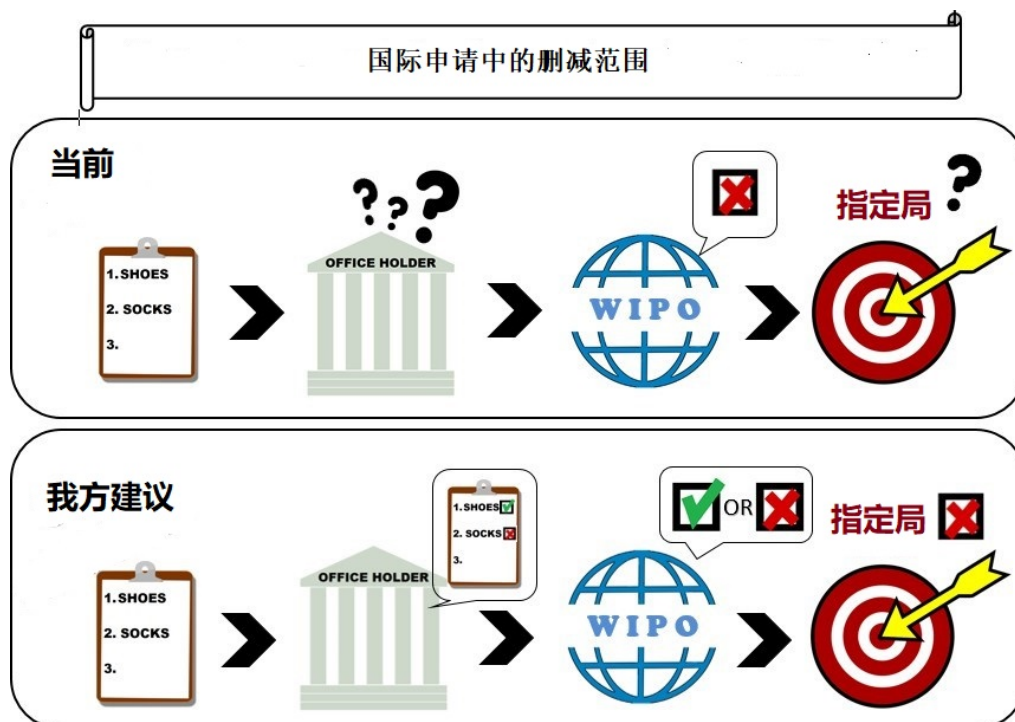 国际申请中的删减范围
当前
1. SHOES
2. SOCKS
3.
? ? ?
OFFICE HOLDER
WIPO
指定局 ?
我方建议
1. SHOES
2. SOCKS
3.
OFFICE HOLDER
1. SHOES
2. SOCKS
3.
OR
WIPO
指定局